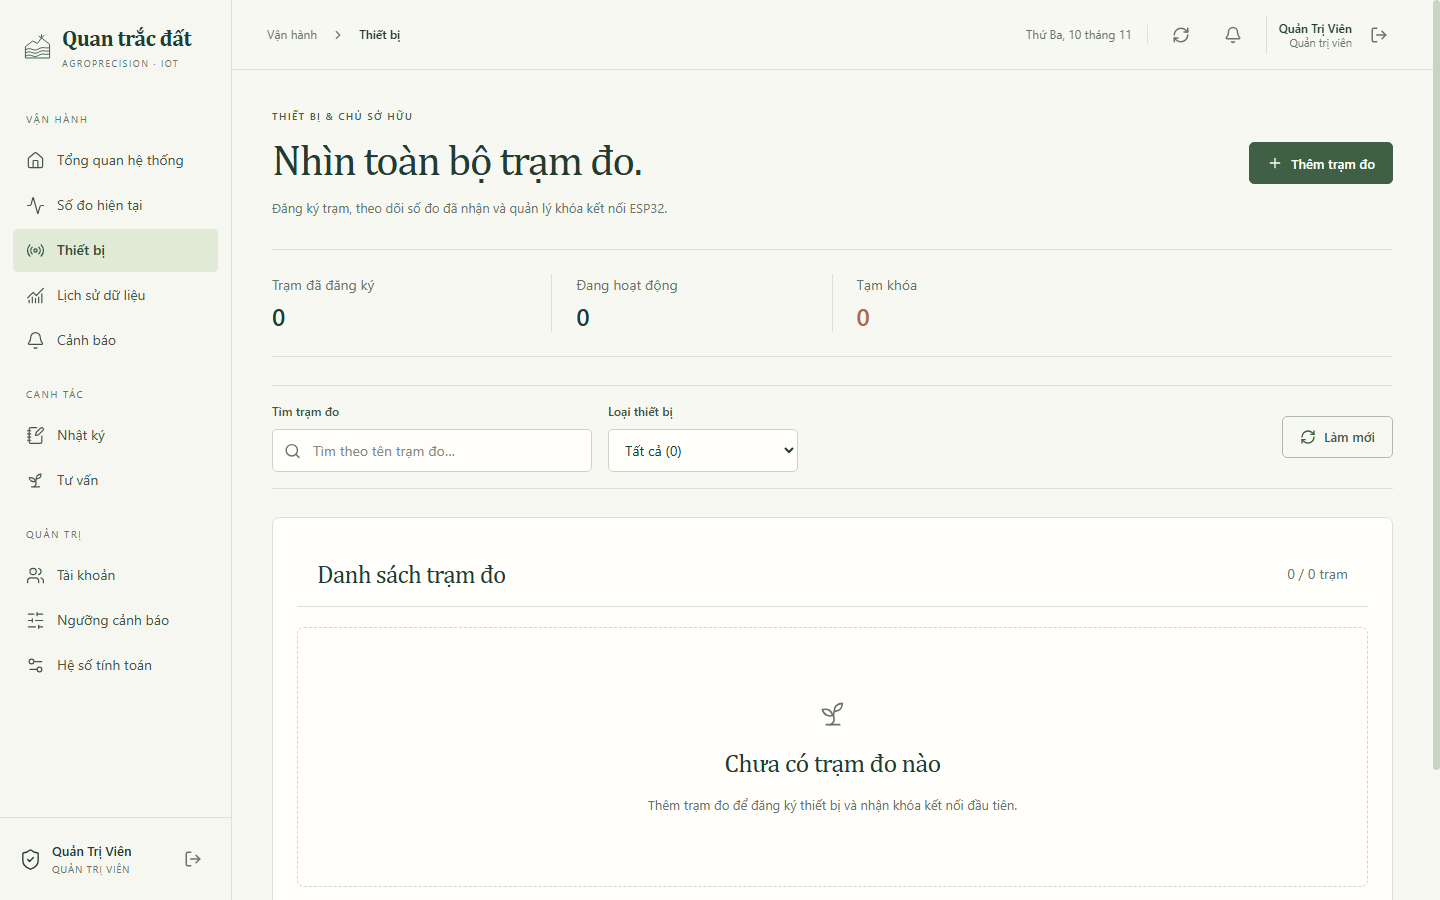 Quan trắc đất
AGROPRECISION · IOT
VẬN HÀNH
Tổng quan hệ thống
Số đo hiện tại
Thiết bị
Lịch sử dữ liệu
Cảnh báo
CANH TÁC
Nhật ký
Tư vấn
QUẢN TRỊ
Tài khoản
Ngưỡng cảnh báo
Hệ số tính toán
Quản Trị Viên
QUẢN TRỊ VIÊN
Vận hành
Thiết bị
Thứ Ba, 10 tháng 11
Quản Trị Viên
Quản trị viên
THIẾT BỊ & CHỦ SỞ HỮU
Nhìn toàn bộ trạm đo.
Đăng ký trạm, theo dõi số đo đã nhận và quản lý khóa kết nối ESP32.
Thêm trạm đo
Trạm đã đăng ký
0
Đang hoạt động
0
Tạm khóa
0
Tìm trạm đo
Tìm theo tên trạm đo...
Loại thiết bị
Tất cả (0)
Làm mới
Danh sách trạm đo
0 / 0 trạm
Chưa có trạm đo nào
Thêm trạm đo để đăng ký thiết bị và nhận khóa kết nối đầu tiên.